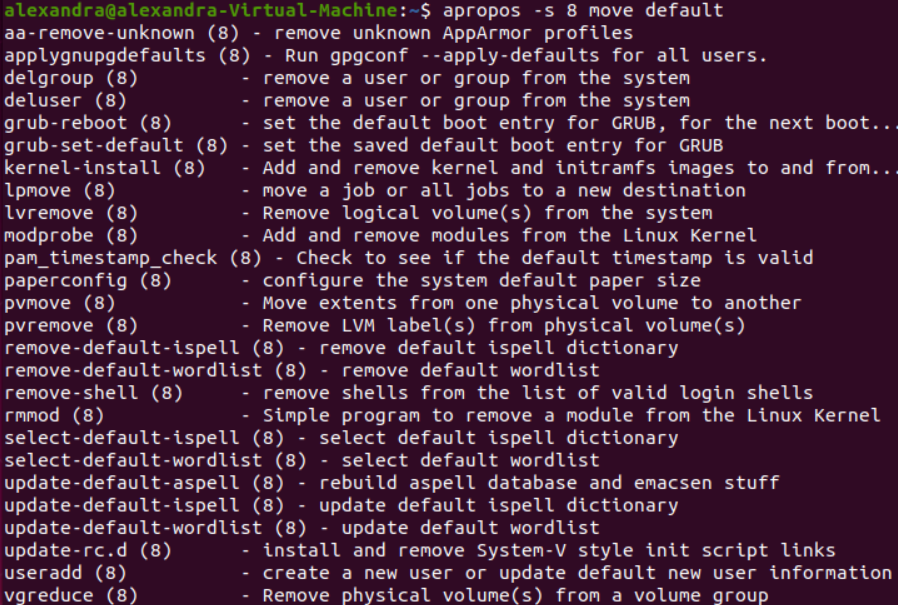 alexandra@alexandra-Virtual-Machine:~$ apropos -s 8 move default
aa-remove-unknown (8) - remove unknown AppArmor profiles
applygnupgdefaults (8) - Run gpgconf --apply-defaults for all users.
delgroup (8)         - remove a user or group from the system
deluser (8)          - remove a user or group from the system
grub-reboot (8)      - set the default boot entry for GRUB, for the next boot...
grub-set-default (8) - set the saved default boot entry for GRUB
kernel-install (8)   - Add and remove kernel and initramfs images to and from...
lpmove (8)           - move a job or all jobs to a new destination
lvremove (8)         - Remove logical volume(s) from the system
modprobe (8)         - Add and remove modules from the Linux Kernel
pam_timestamp_check (8) - Check to see if the default timestamp is valid
paperconfig (8)      - configure the system default paper size
pvmove (8)           - Move extents from one physical volume to another
pvremove (8)         - Remove LVM label(s) from physical volume(s)
remove-default-ispell (8) - remove default ispell dictionary
remove-default-wordlist (8) - remove default wordlist
remove-shell (8)     - remove shells from the list of valid login shells
rmmod (8)            - Simple program to remove a module from the Linux Kernel
select-default-ispell (8) - select default ispell dictionary
select-default-wordlist (8) - select default wordlist
update-default-aspell (8) - rebuild aspell database and emacsen stuff
update-default-ispell (8) - update default ispell dictionary
update-default-wordlist (8) - update default wordlist
update-rc.d (8)      - install and remove System-V style init script links
useradd (8)          - create a new user or update default new user information
vgreduce (8)         - Remove physical volume(s) from a volume group